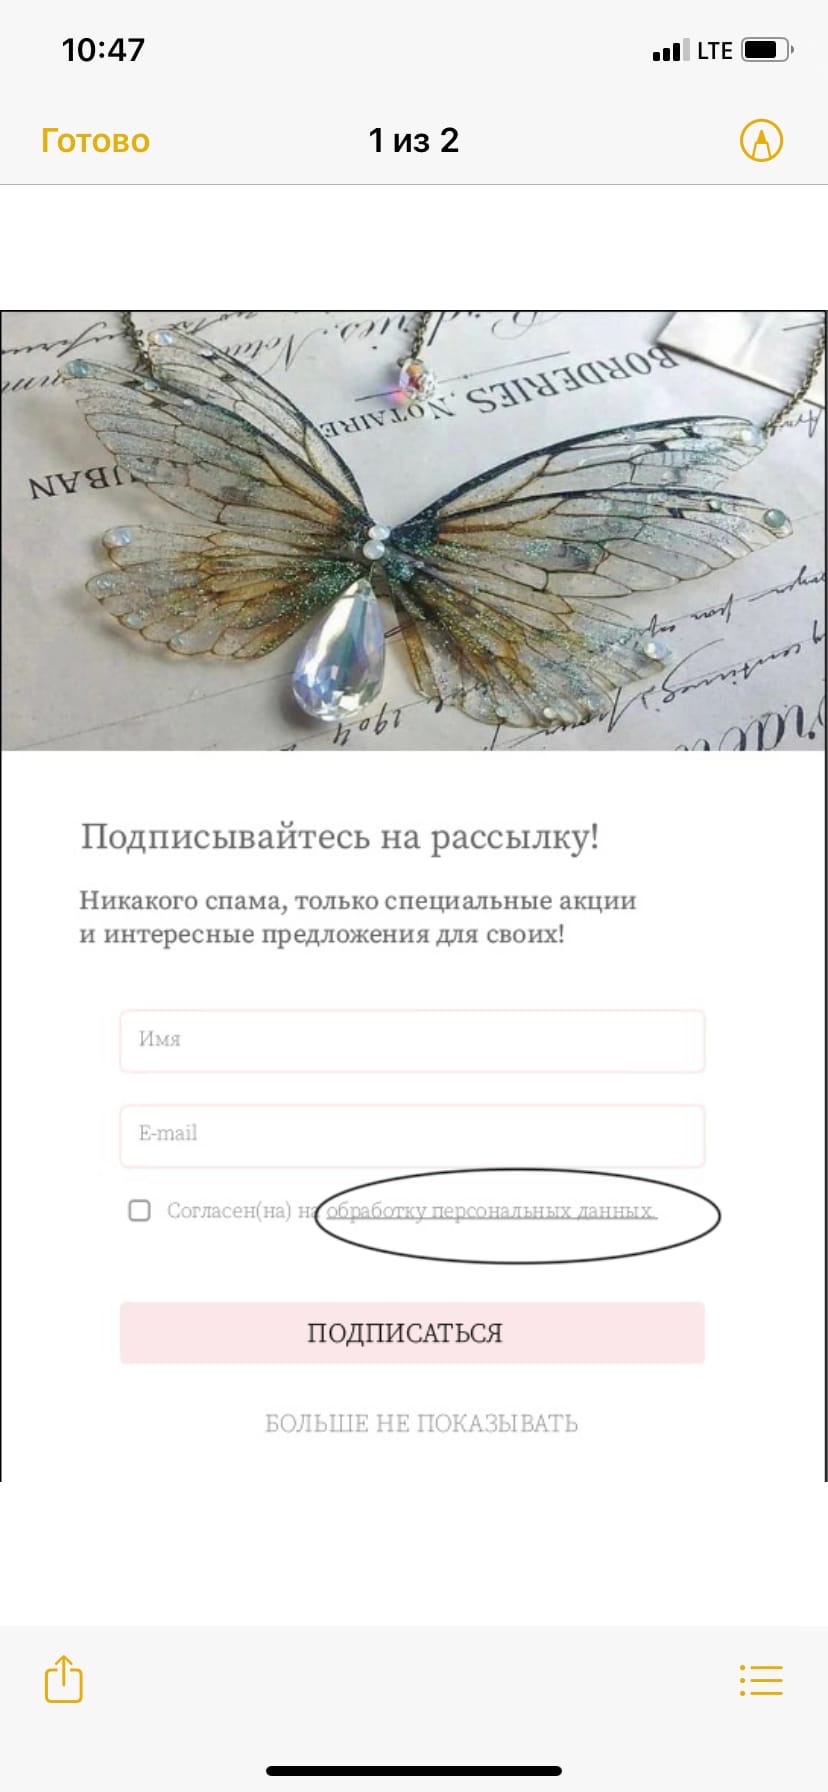 10:47
LTE
Готово
1 из 2
BORDERIES. NOTAIRE
1904
Подписывайтесь на рассылку!
Никакого спама, только специальные акции
и интересные предложения для своих!
Имя
E-mail
Согласен(на) на обработку персональных данных.
ПОДПИСАТЬСЯ
БОЛЬШЕ НЕ ПОКАЗЫВАТЬ